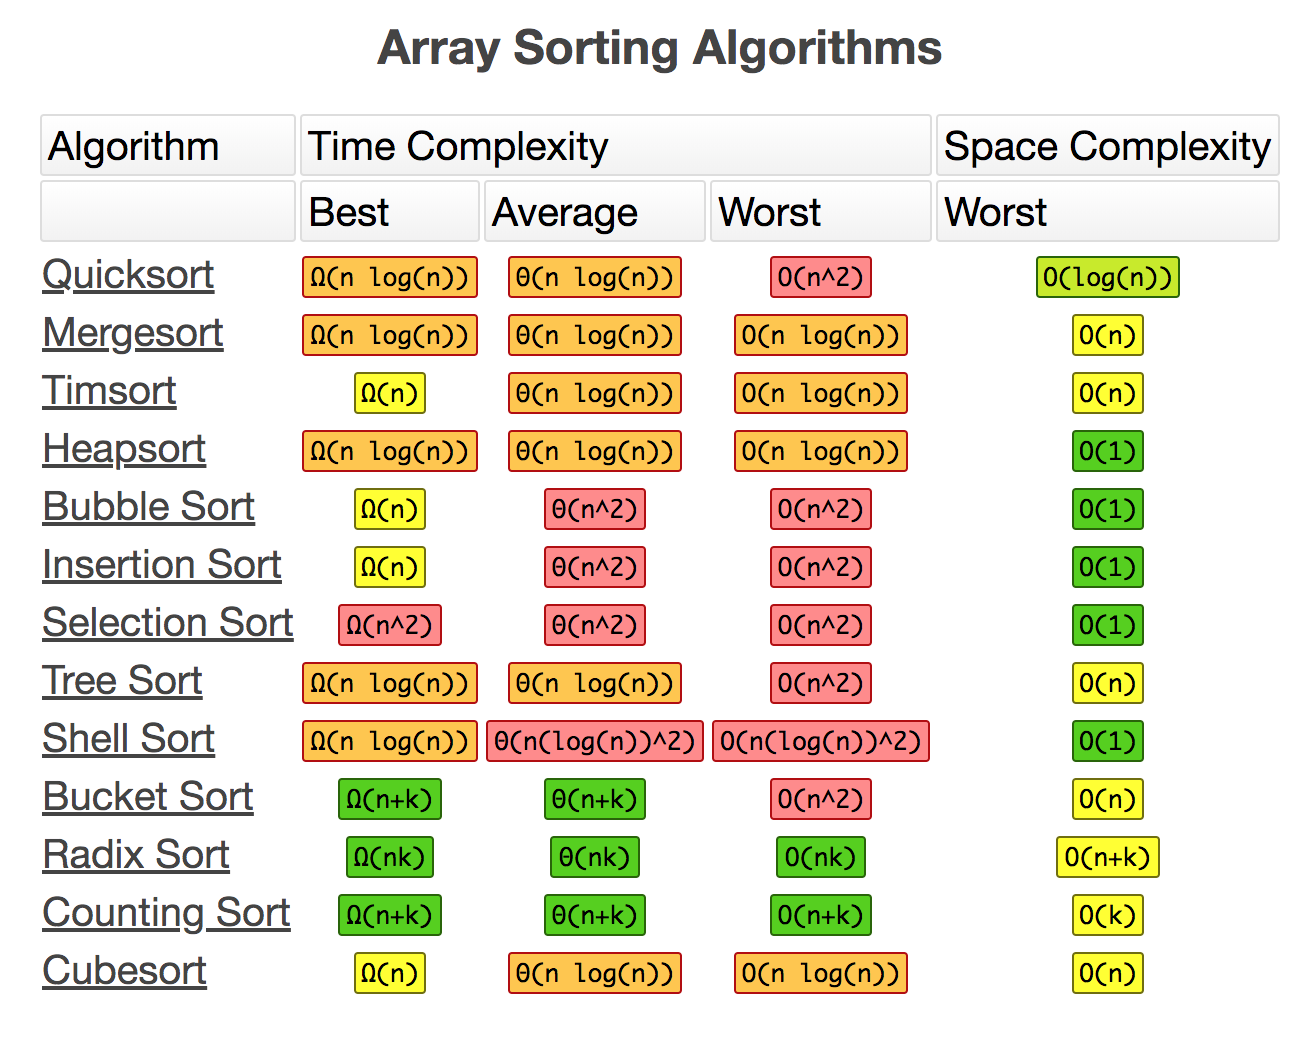 Array Sorting Algorithms
Algorithm Time Complexity Space Complexity
Best Average Worst Worst
Quicksort Ω(n log(n)) Θ(n log(n)) O(n^2) O(log(n))
Mergesort Ω(n log(n)) Θ(n log(n)) O(n log(n)) O(n)
Timsort Ω(n) Θ(n log(n)) O(n log(n)) O(n)
Heapsort Ω(n log(n)) Θ(n log(n)) O(n log(n)) O(1)
Bubble Sort Ω(n) Θ(n^2) O(n^2) O(1)
Insertion Sort Ω(n) Θ(n^2) O(n^2) O(1)
Selection Sort Ω(n^2) Θ(n^2) O(n^2) O(1)
Tree Sort Ω(n log(n)) Θ(n log(n)) O(n^2) O(n)
Shell Sort Ω(n log(n)) Θ(n(log(n))^2) O(n(log(n))^2) O(1)
Bucket Sort Ω(n+k) Θ(n+k) O(n^2) O(n)
Radix Sort Ω(nk) Θ(nk) O(nk) O(n+k)
Counting Sort Ω(n+k) Θ(n+k) O(n+k) O(k)
Cubesort Ω(n) Θ(n log(n)) O(n log(n)) O(n)